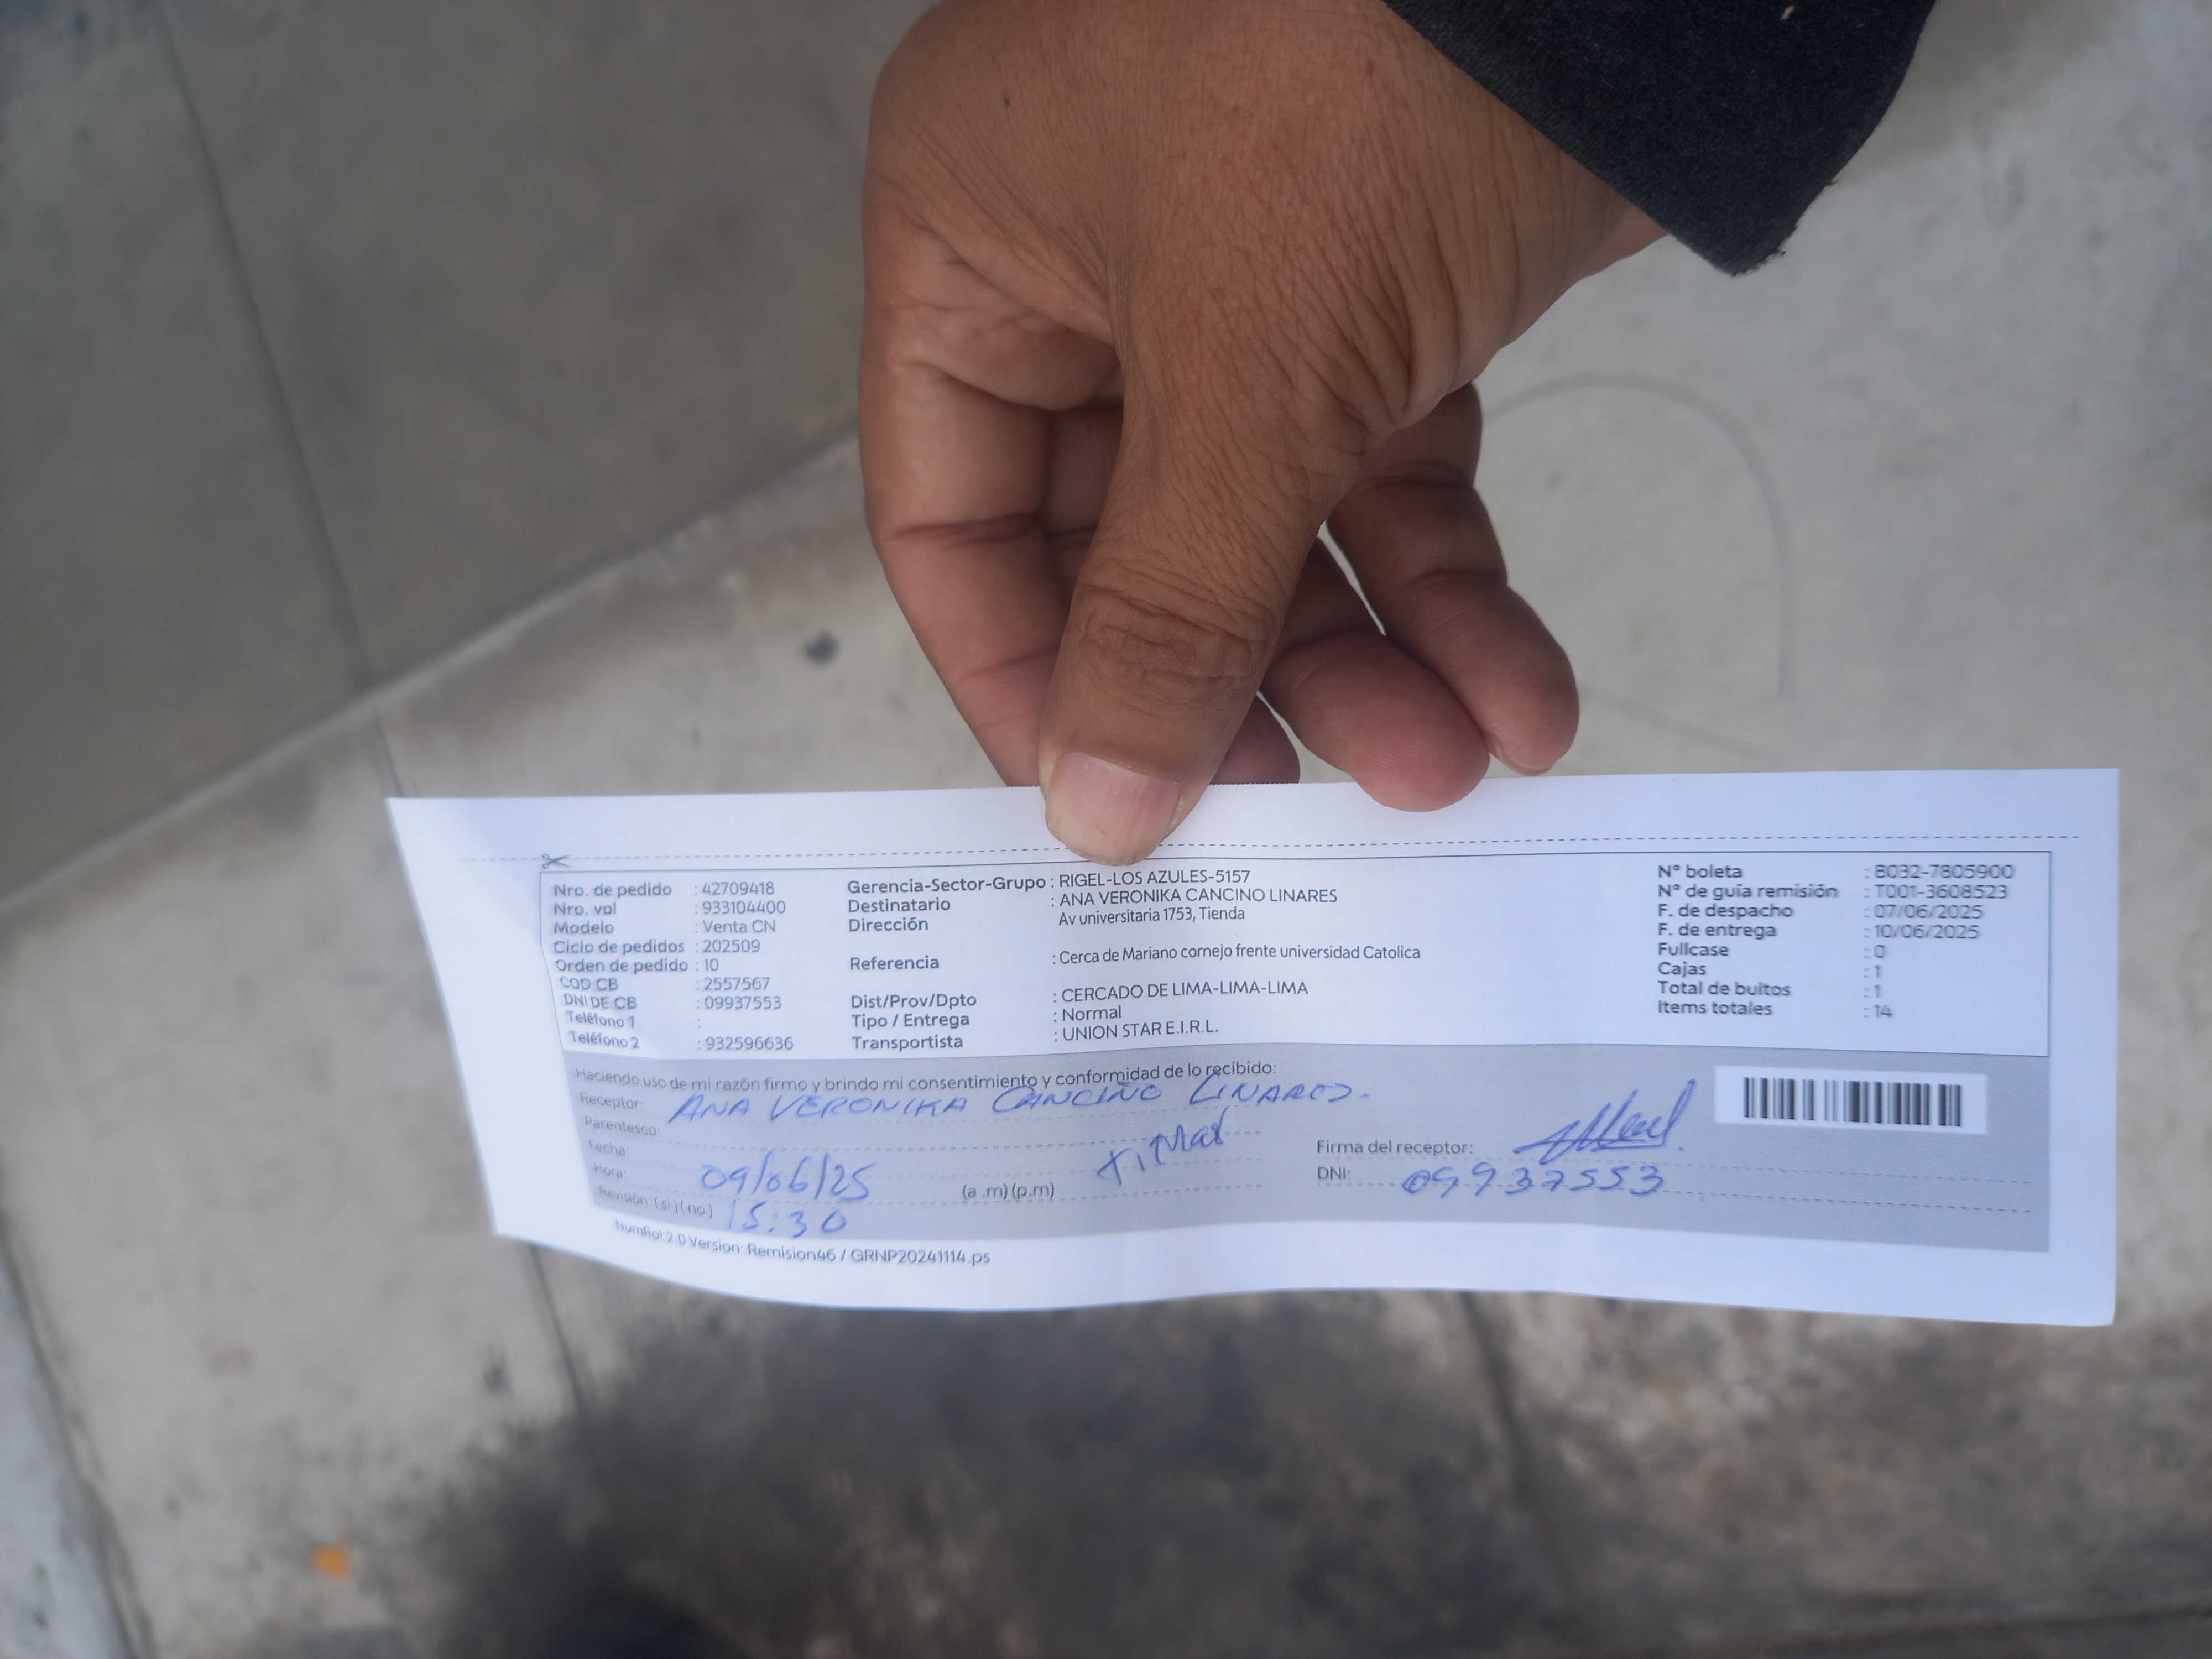 Nro. de pedido : 42709418
Nro. vol : 933104400
Modelo : Venta CN
Ciclo de pedidos : 202509
Orden de pedido : 10
COD CB : 2557567
DNI DE CB : 09937553
Teléfono 1 :
Teléfono 2 : 932596636
Gerencia-Sector-Grupo : RIGEL-LOS AZULES-5157
Destinatario : ANA VERONIKA CANCINO LINARES
Dirección Av universitaria 1753, Tienda
Referencia : Cerca de Mariano cornejo frente universidad Catolica
Dist/Prov/Dpto : CERCADO DE LIMA-LIMA-LIMA
Tipo / Entrega : Normal
Transportista : UNION STAR E.I.R.L.
N° boleta : B032-7805900
N° de guía remisión : T001-3608523
F. de despacho : 07/06/2025
F. de entrega : 10/06/2025
Fullcase : 0
Cajas : 1
Total de bultos : 1
Items totales : 14
Haciendo uso de mi razón firmo y brindo mi consentimiento y conformidad de lo recibido:
Receptor: ANA VERONIKA CANCINO LINARES.
Parentesco:
Fecha: 09/06/25
Hora: 15:30 (a .m) (p.m)
Revisión: (si) (no)
Firma del receptor:
DNI: 09937553
NumRot 2.0 Version: Remision46 / GRNP20241114.ps